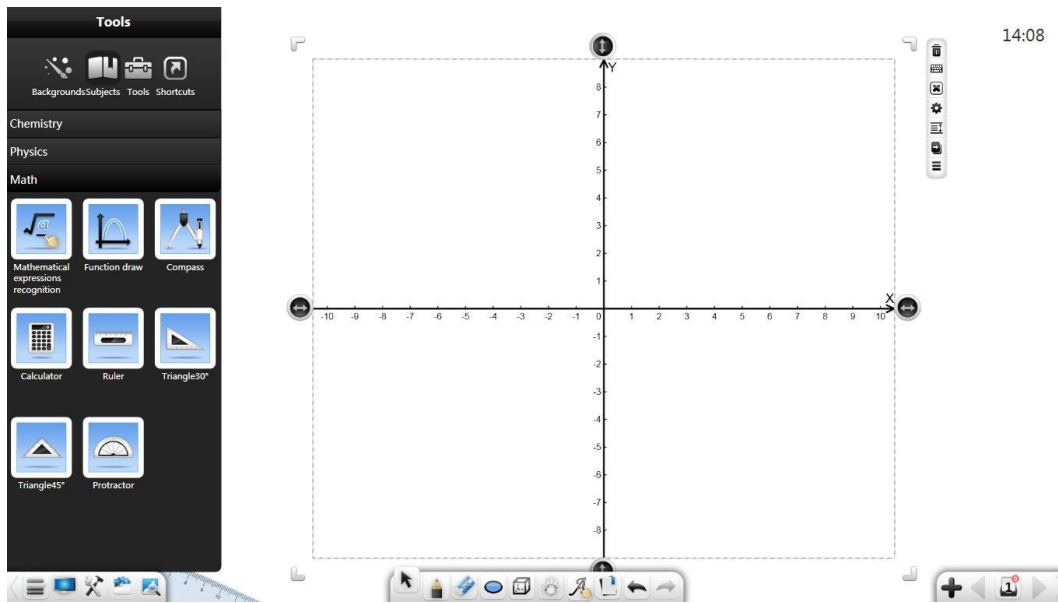 Tools
14:08
Backgrounds Subjects Tools Shortcuts
Chemistry
Physics
Math
Mathematical expressions recognition
Function draw
Compass
Calculator
Ruler
Triangle30°
Triangle45°
Protractor
Y
8
7
6
5
4
3
2
1
X
-10 -9 -8 -7 -6 -5 -4 -3 -2 -1 0 1 2 3 4 5 6 7 8 9 10
-1
-2
-3
-4
-5
-6
-7
-8
1